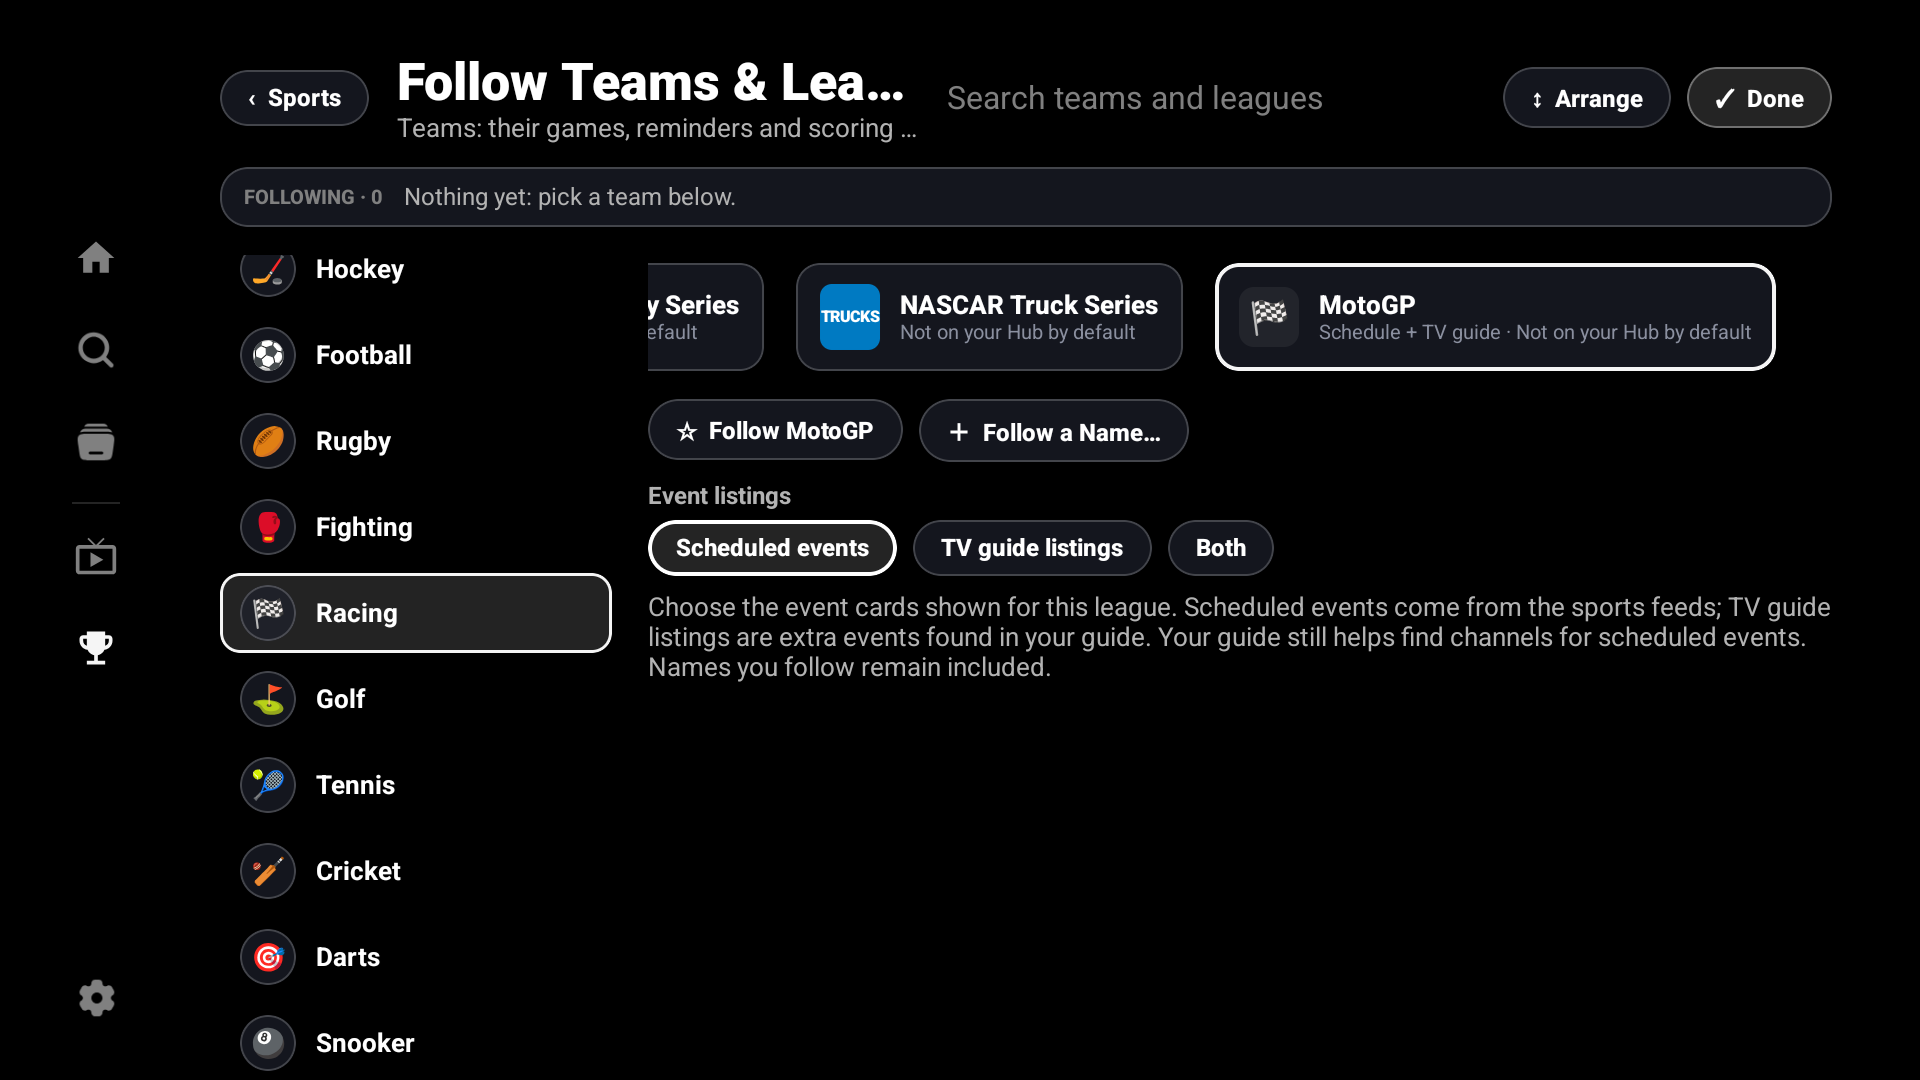 ‹ Sports
Follow Teams & Lea...
Teams: their games, reminders and scoring ...
Search teams and leagues
↕ Arrange
✓ Done
FOLLOWING · 0 Nothing yet: pick a team below.
Hockey
Football
Rugby
Fighting
Racing
Golf
Tennis
Cricket
Darts
Snooker
y Series
efault
TRUCKS
NASCAR Truck Series
Not on your Hub by default
MotoGP
Schedule + TV guide · Not on your Hub by default
☆ Follow MotoGP
+ Follow a Name...
Event listings
Scheduled events
TV guide listings
Both
Choose the event cards shown for this league. Scheduled events come from the sports feeds; TV guide
listings are extra events found in your guide. Your guide still helps find channels for scheduled events.
Names you follow remain included.